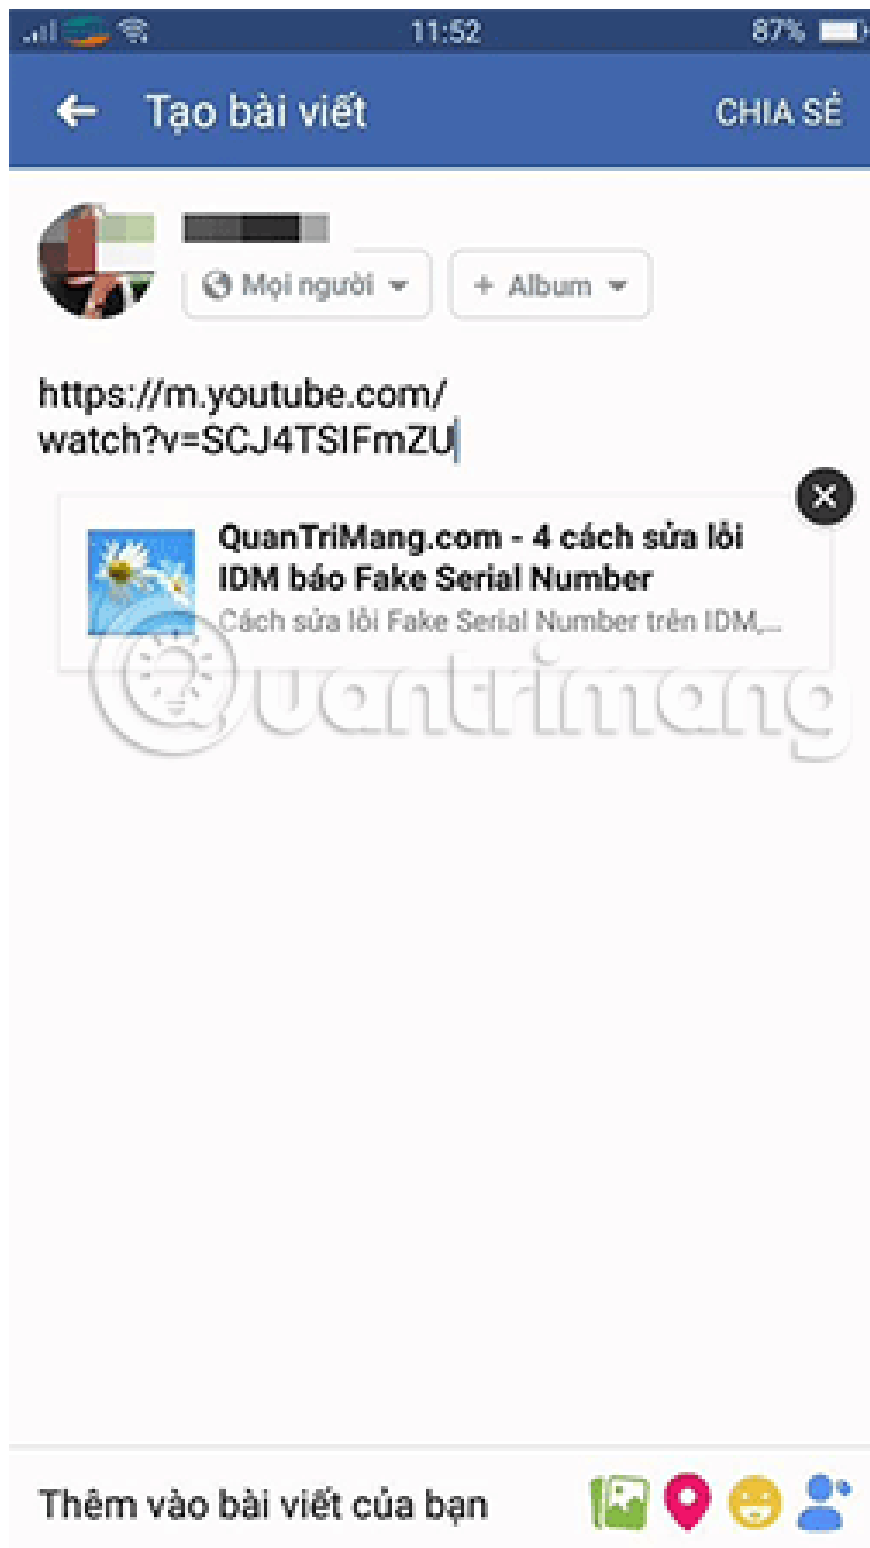 11:52
87%
Tạo bài viết
CHIA SẺ
Mọi người
+ Album
https://m.youtube.com/
watch?v=SCJ4TSIFmZU
QuanTriMang.com - 4 cách sửa lỗi
IDM báo Fake Serial Number
Cách sửa lỗi Fake Serial Number trên IDM,...
Quantrimang
Thêm vào bài viết của bạn